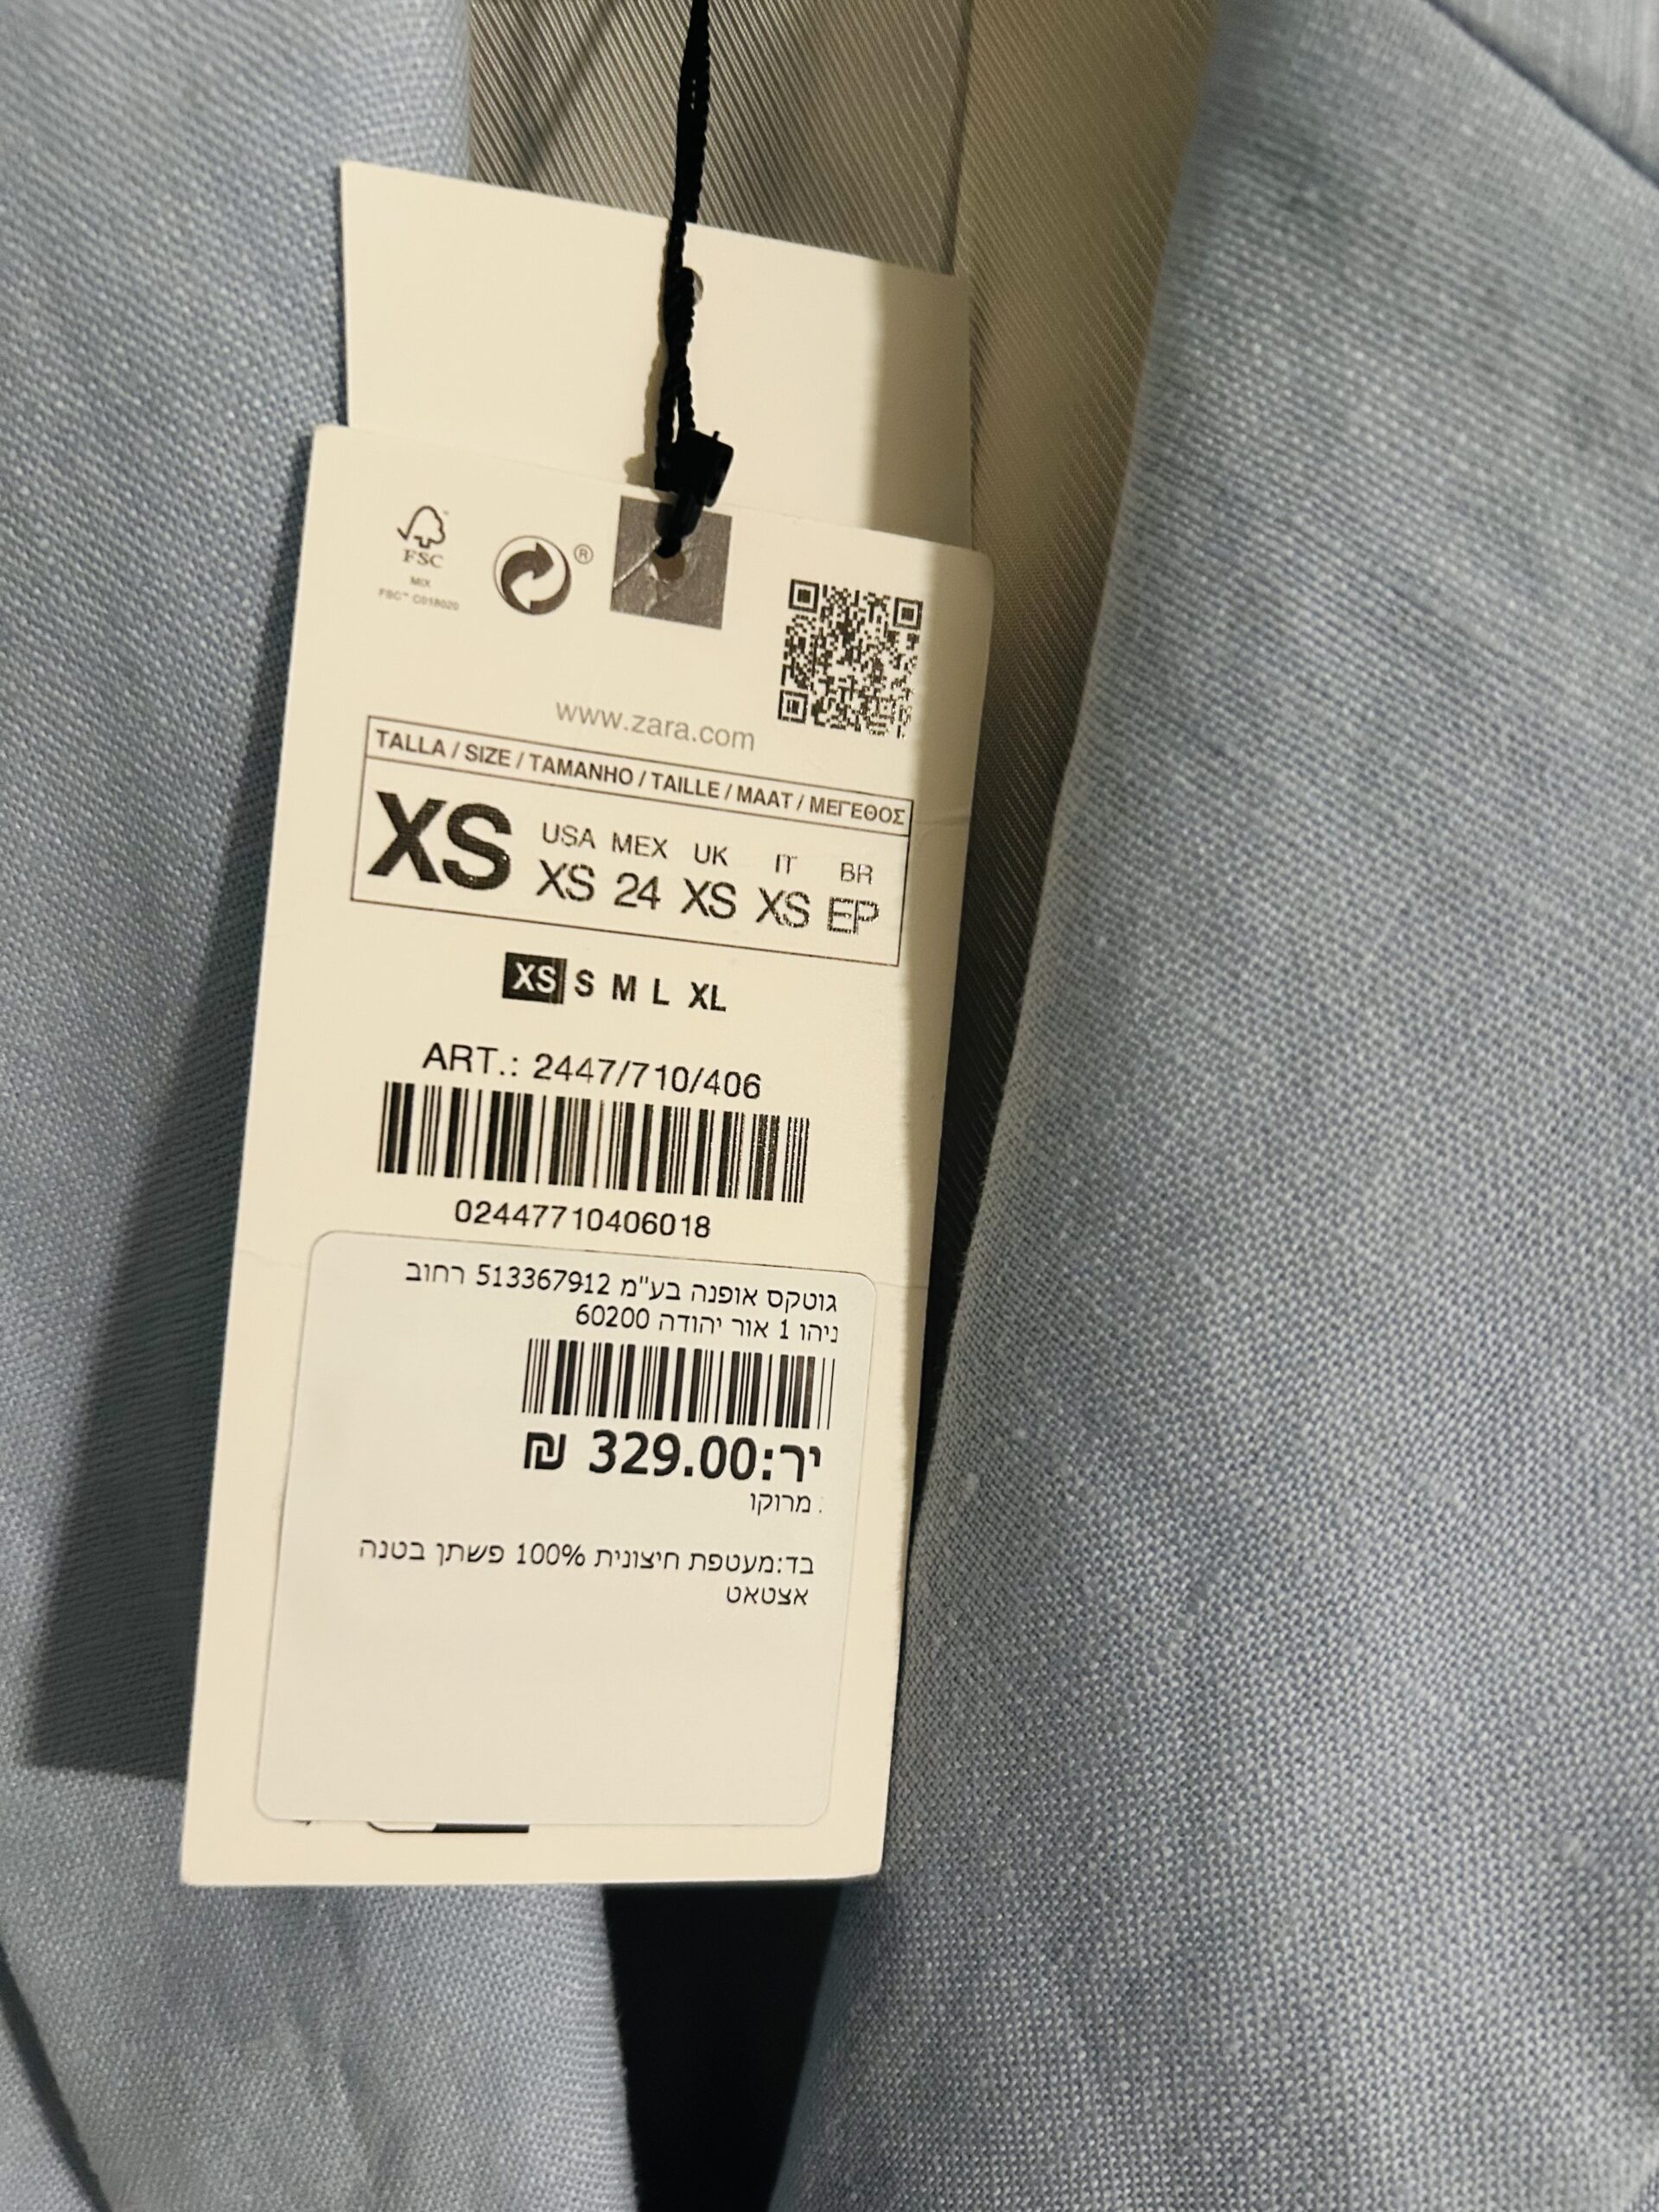 FSC
MIX
FSC™ C018020
®
www.zara.com
TALLA / SIZE / TAMANHO / TAILLE / MAAT / ΜΕΓΕΘΟΣ
XS
USA MEX UK IT BR
XS 24 XS XS EP
XS S M L XL
ART.: 2447/710/406
02447710406018
גוטקס אופנה בע"מ 513367912 רחוב
ניהו 1 אור יהודה 60200
יר:329.00 ₪
: מרוקו
בד:מעטפת חיצונית 100% פשתן בטנה
אצטאט